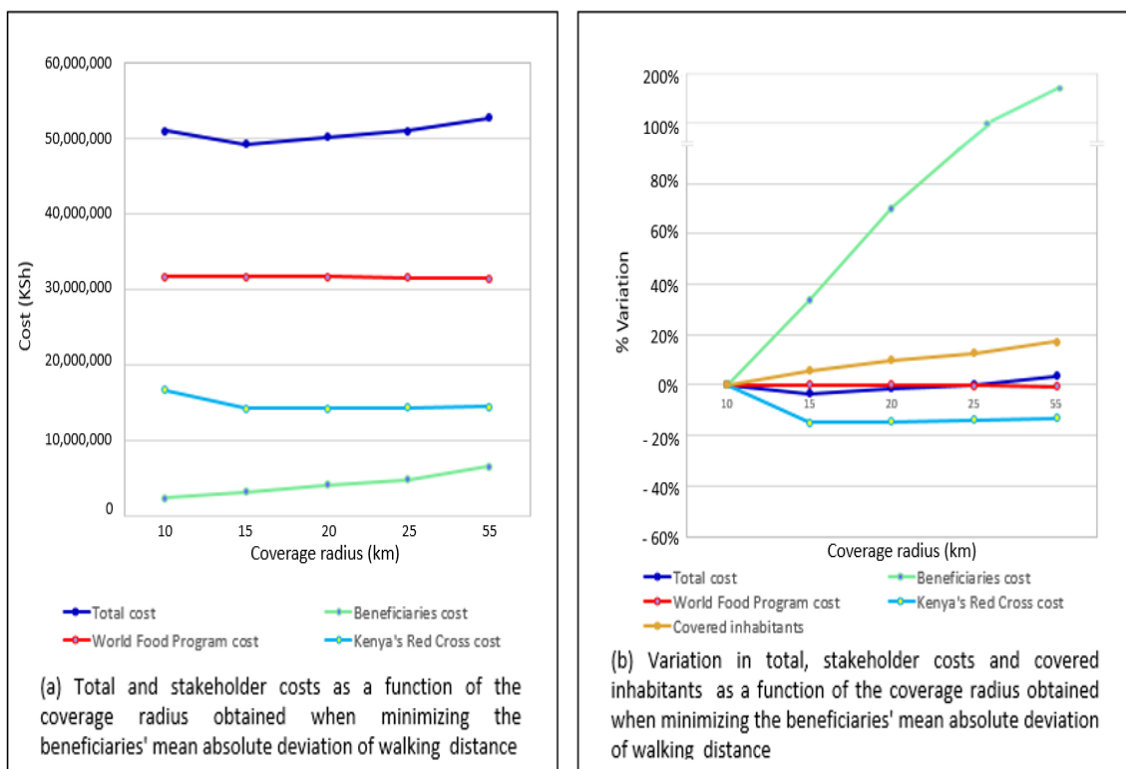 60,000,000
50,000,000
40,000,000
30,000,000
20,000,000
10,000,000
0
Cost (KSh)
10 15 20 25 55
Coverage radius (km)
Total cost Beneficiaries cost
World Food Program cost Kenya's Red Cross cost
(a) Total and stakeholder costs as a function of the
coverage radius obtained when minimizing the
beneficiaries' mean absolute deviation of walking distance
200%
100%
80%
60%
40%
20%
0%
- 20%
- 40%
- 60%
% Variation
10 15 20 25 55
Coverage radius (km)
Total cost Beneficiaries cost
World Food Program cost Kenya's Red Cross cost
Covered inhabitants
(b) Variation in total, stakeholder costs and covered
inhabitants as a function of the coverage radius obtained
when minimizing the beneficiaries' mean absolute deviation
of walking distance